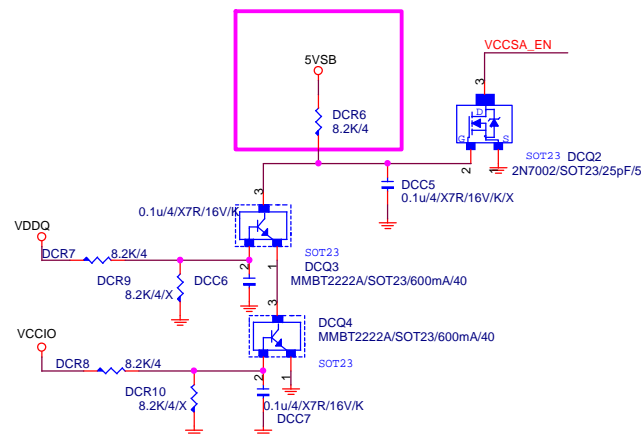 VCCSA_EN
5VSB
3
DCR6
8.2K/4
D
G
S
SOT23 DCQ2
2N7002/SOT23/25pF/5
2
1
DCC5
0.1u/4/X7R/16V/K/X
3
0.1u/4/X7R/16V/K
VDDQ
SOT23
DCQ3
MMBT2222A/SOT23/600mA/40
DCR7
8.2K/4
2
1
DCR9
8.2K/4/X
DCC6
3
DCQ4
MMBT2222A/SOT23/600mA/40
VCCIO
SOT23
DCR8
8.2K/4
2
1
DCR10
8.2K/4/X
0.1u/4/X7R/16V/K
DCC7